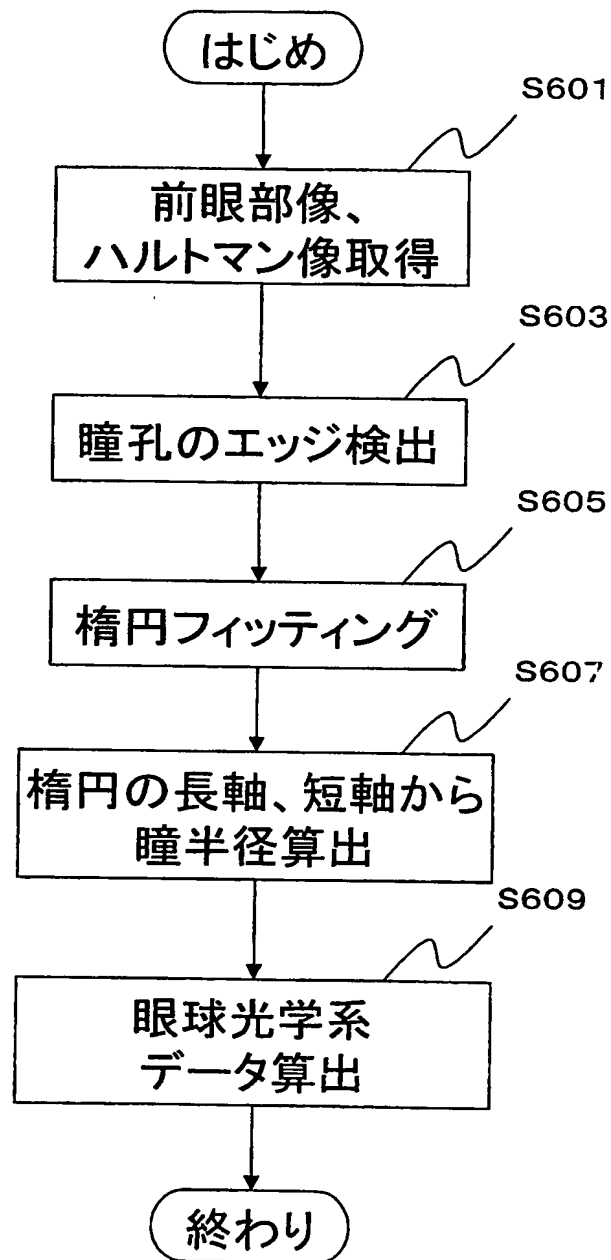 はじめ
S601
前眼部像、
ハルトマン像取得
S603
瞳孔のエッジ検出
S605
楕円フィッティング
S607
楕円の長軸、短軸から
瞳半径算出
S609
眼球光学系
データ算出
終わり